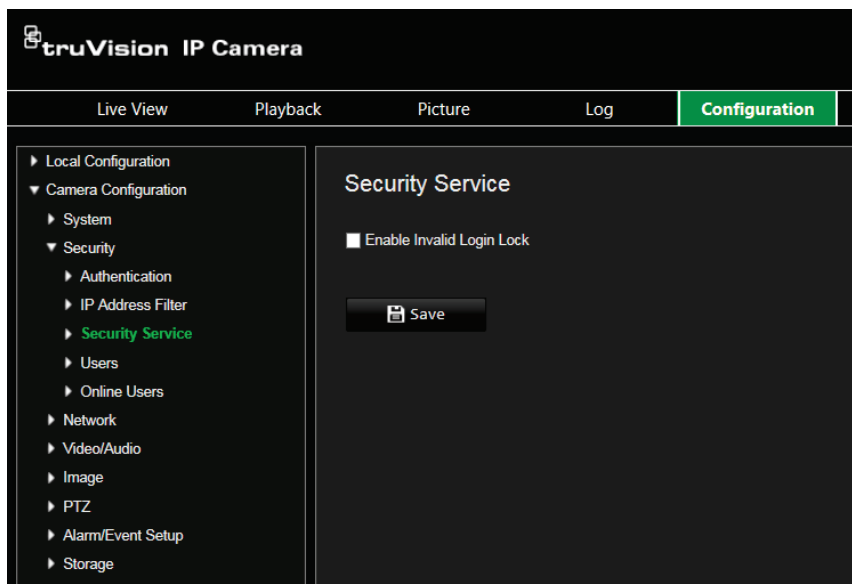 truVision IP Camera
Live View Playback Picture Log Configuration
Local Configuration
Camera Configuration
System
Security
Authentication
IP Address Filter
Security Service
Users
Online Users
Network
Video/Audio
Image
PTZ
Alarm/Event Setup
Storage
Security Service
Enable Invalid Login Lock
Save